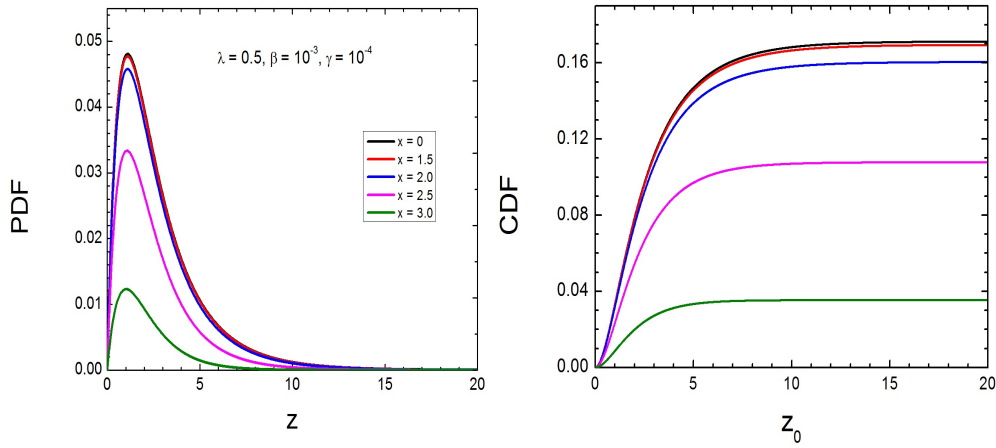 PDF
0.05
0.04
0.03
0.02
0.01
0.00
0 5 10 15 20
z
λ = 0.5, β = 10⁻³, γ = 10⁻⁴
x = 0
x = 1.5
x = 2.0
x = 2.5
x = 3.0
CDF
0.16
0.12
0.08
0.04
0.00
0 5 10 15 20
z₀